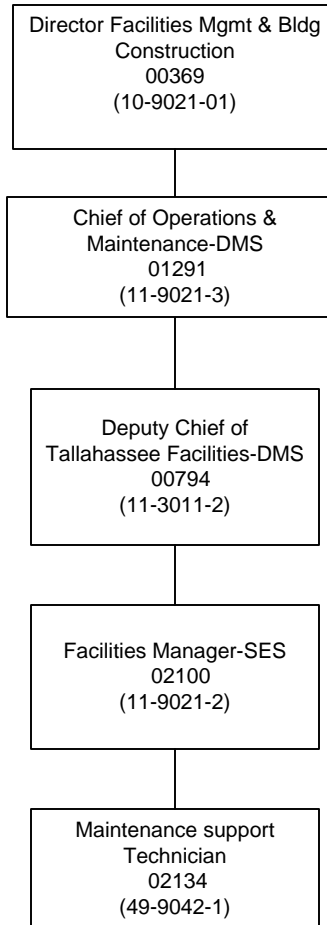 Director Facilities Mgmt & Bldg
Construction
00369
(10-9021-01)
Chief of Operations &
Maintenance-DMS
01291
(11-9021-3)
Deputy Chief of
Tallahassee Facilities-DMS
00794
(11-3011-2)
Facilities Manager-SES
02100
(11-9021-2)
Maintenance support
Technician
02134
(49-9042-1)